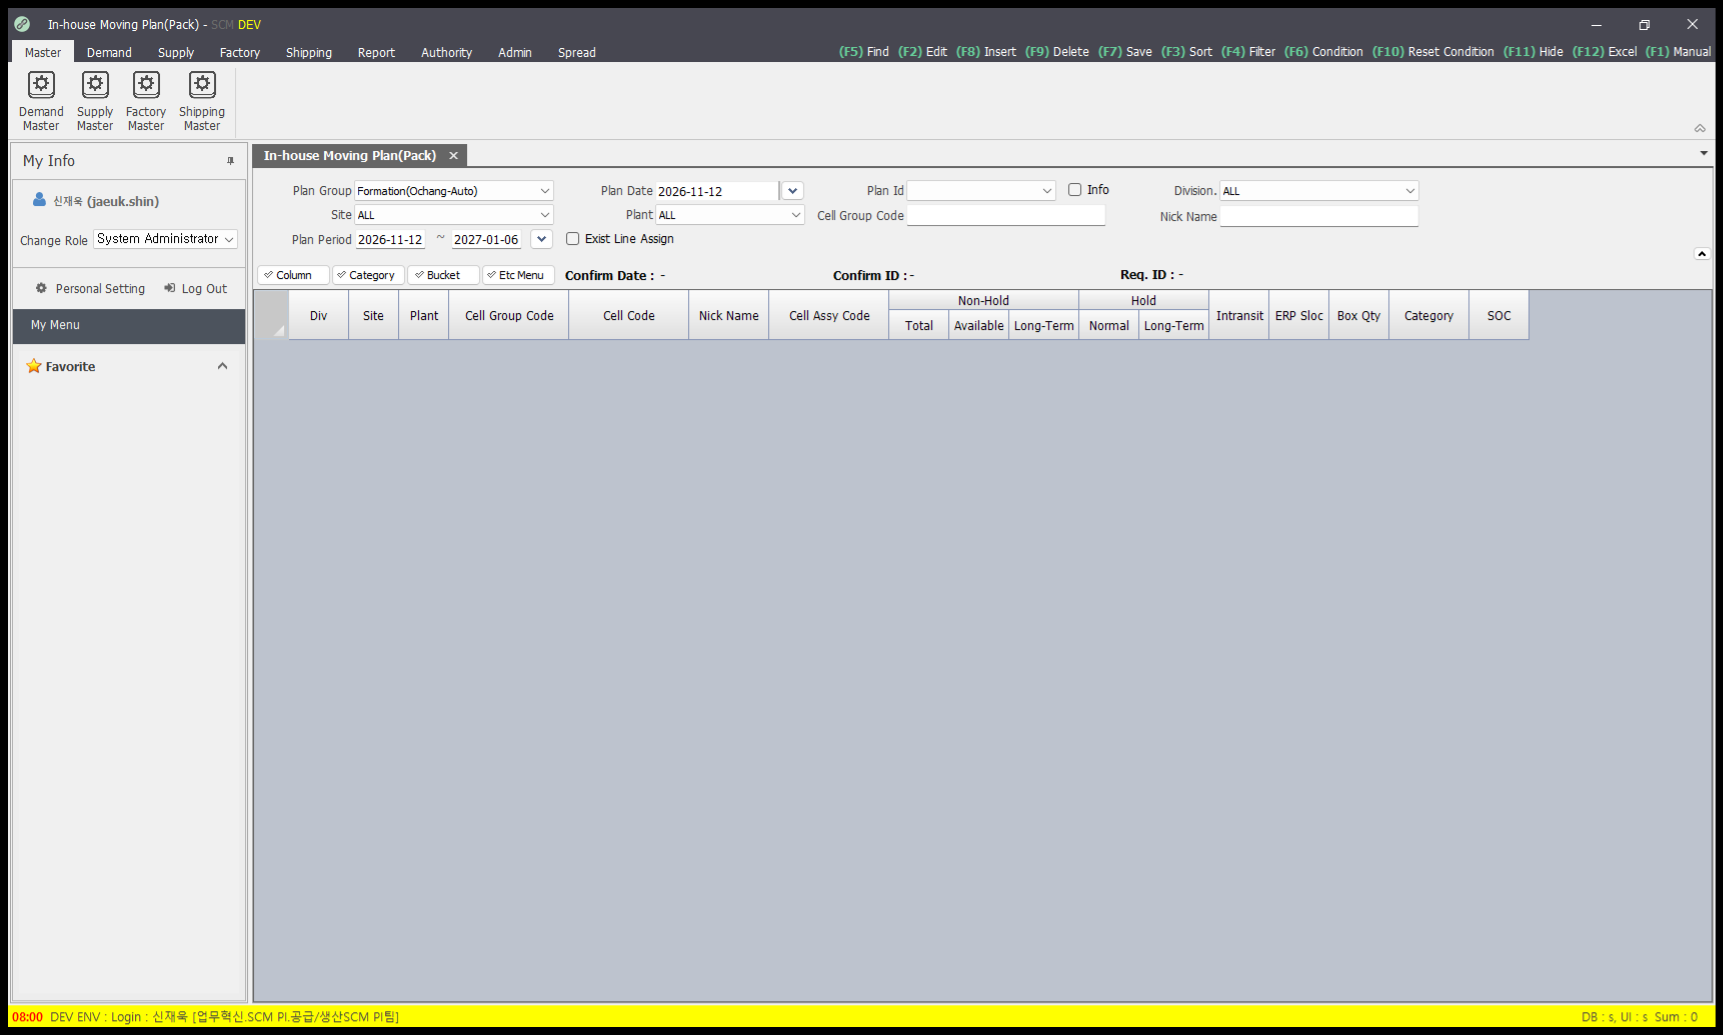 In-house Moving Plan(Pack) - SCM DEV
Master Demand Supply Factory Shipping Report Authority Admin Spread (F5) Find (F2) Edit (F8) Insert (F9) Delete (F7) Save (F3) Sort (F4) Filter (F6) Condition (F10) Reset Condition (F11) Hide (F12) Excel (F1) Manual
Demand Master Supply Master Factory Master Shipping Master
My Info
In-house Moving Plan(Pack)
신재욱 (jaeuk.shin)
Change Role System Administrator
Personal Setting Log Out
My Menu
Favorite
Plan Group Formation(Ochang-Auto) Plan Date 2026-11-12 Plan Id Info Division. ALL
Site ALL Plant ALL Cell Group Code Nick Name
Plan Period 2026-11-12 ~ 2027-01-06 Exist Line Assign
Column Category Bucket Etc Menu Confirm Date : - Confirm ID : - Req. ID : -
Div Site Plant Cell Group Code Cell Code Nick Name Cell Assy Code Non-Hold Hold Intransit ERP Sloc Box Qty Category SOC
Total Available Long-Term Normal Long-Term
08:00 DEV ENV : Login : 신재욱 [업무혁신.SCM PI.공급/생산SCM PI팀] DB : s, UI : s Sum : 0